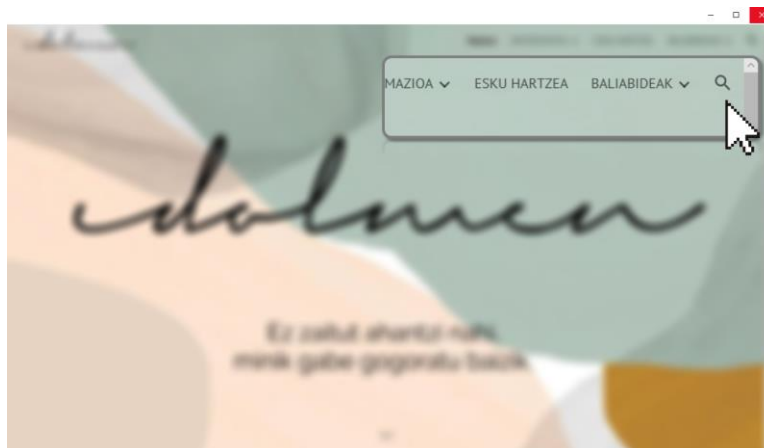 MAZIOA ESKU HARTZEA BALIABIDEAK
dolmen
Ez zaitut ahantzi nahi,
minik gabe gogoratu baizik